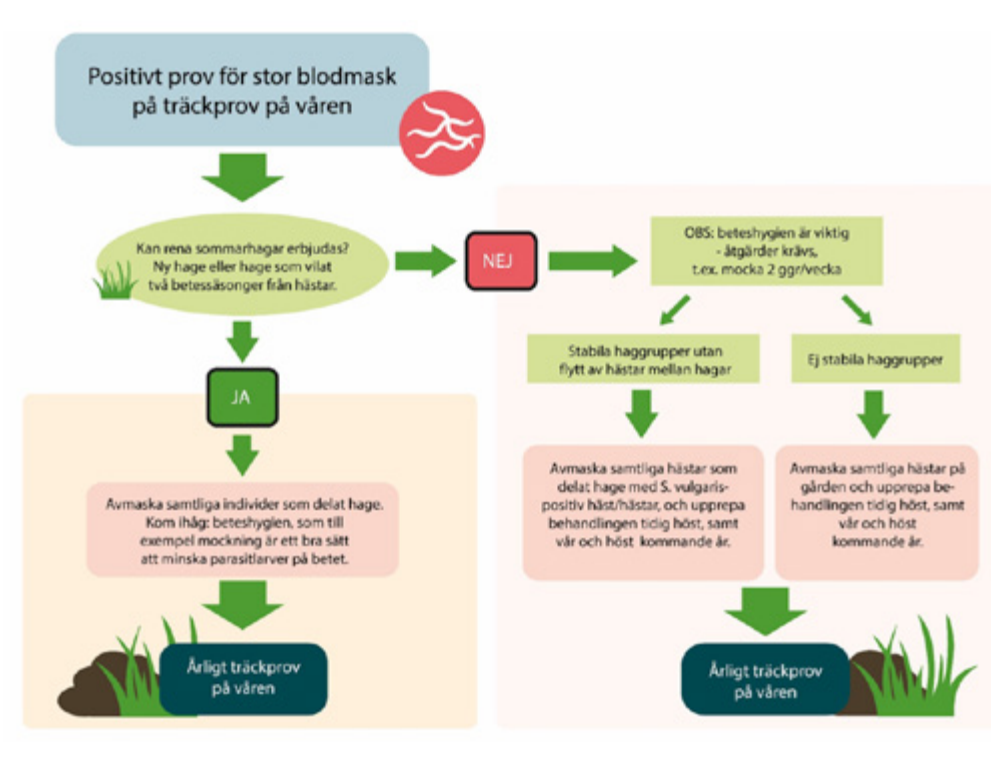 Positivt prov för stor blodmask
på träckprov på våren
Kan rena sommarhagar erbjudas?
Ny hage eller hage som vilat
två betessäsonger från hästar.
NEJ
OBS: beteshygien är viktig
- åtgärder krävs,
t.ex. mocka 2 ggr/vecka
Stabila haggrupper utan
flytt av hästar mellan hagar
Ej stabila haggrupper
JA
Avmaska samtliga hästar som
delat hage med S. vulgaris-
positiv häst/hästar, och upprepa
behandlingen tidig höst, samt
vår och höst kommande år.
Avmaska samtliga hästar på
gården och upprepa be-
handlingen tidig höst, samt
vår och höst
kommande år.
Avmaska samtliga individer som delat hage.
Kom ihåg: beteshygien, som till
exempel mockning är ett bra sätt
att minska parasitlarver på betet.
Årligt träckprov
på våren
Årligt träckprov
på våren